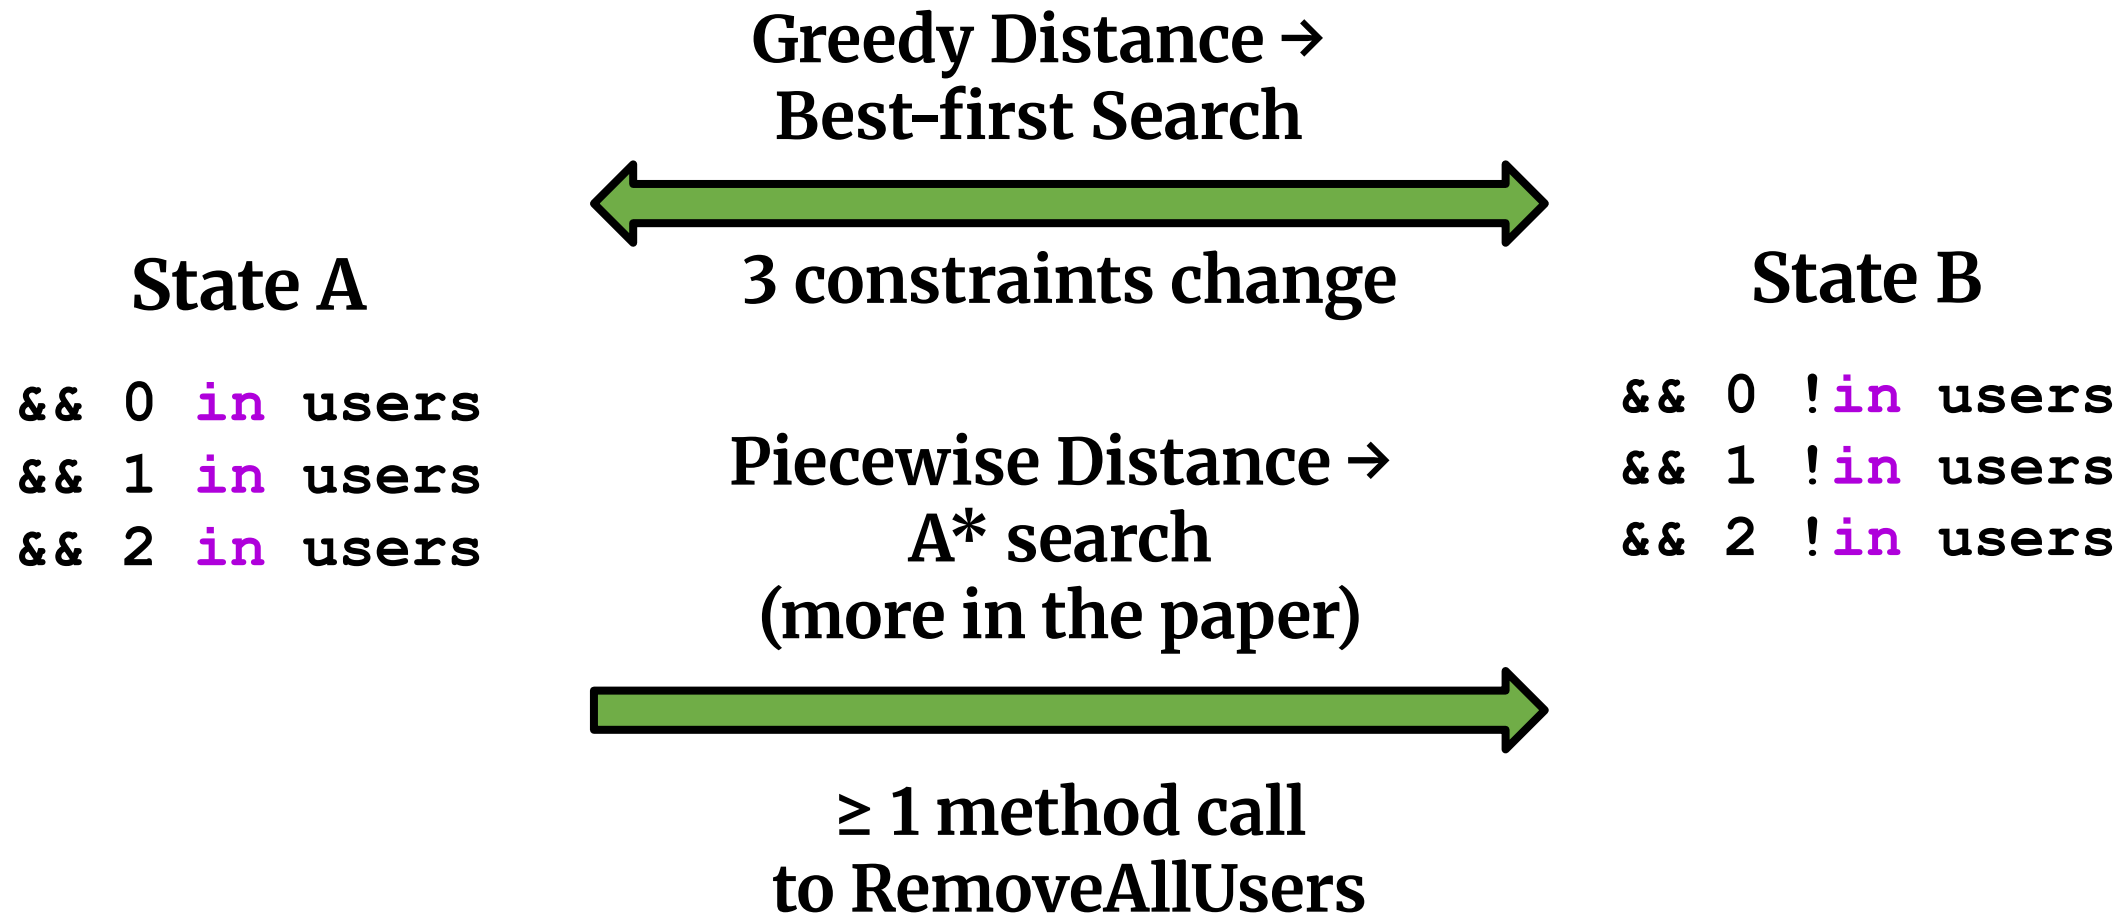 Greedy Distance →
Best-first Search
3 constraints change
State A
&& 0 in users
&& 1 in users
&& 2 in users
Piecewise Distance →
A* search
(more in the paper)
≥ 1 method call
to RemoveAllUsers
State B
&& 0 !in users
&& 1 !in users
&& 2 !in users